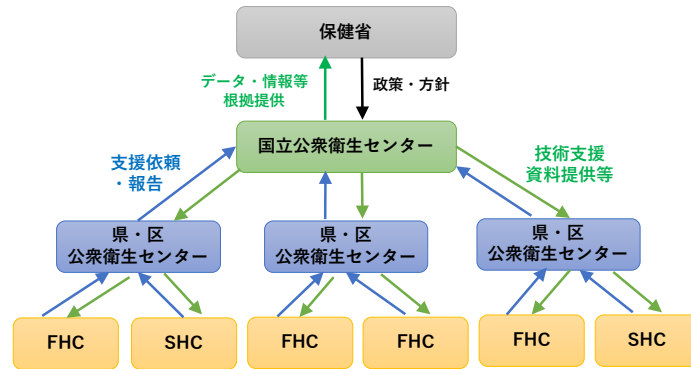 保健省
データ・情報等
根拠提供
政策・方針
国立公衆衛生センター
支援依頼
・報告
技術支援
資料提供等
県・区
公衆衛生センター
県・区
公衆衛生センター
県・区
公衆衛生センター
FHC
SHC
FHC
FHC
FHC
SHC